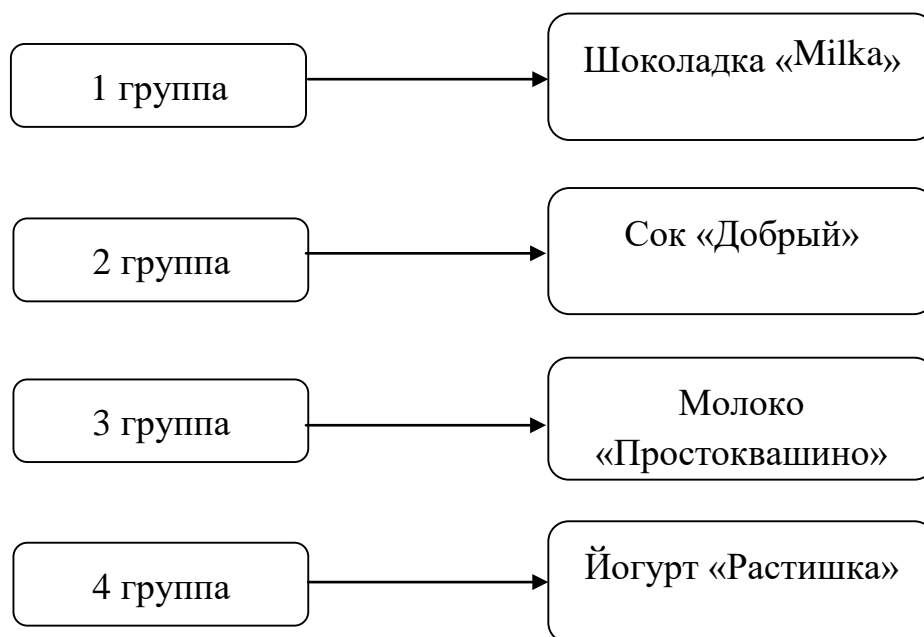 1 группа
Шоколадка «Milka»
2 группа
Сок «Добрый»
3 группа
Молоко
«Простоквашино»
4 группа
Йогурт «Растишка»